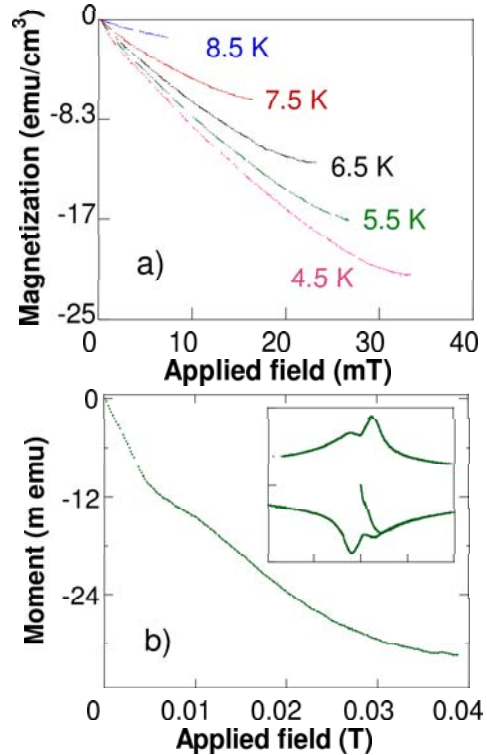 0
8.5 K
7.5 K
-8.3
6.5 K
-17
5.5 K
a)
4.5 K
-25
0
10
20
30
40
Magnetization (emu/cm³)
Applied field (mT)
0
-12
-24
b)
Moment (m emu)
0
0.01
0.02
0.03
0.04
Applied field (T)